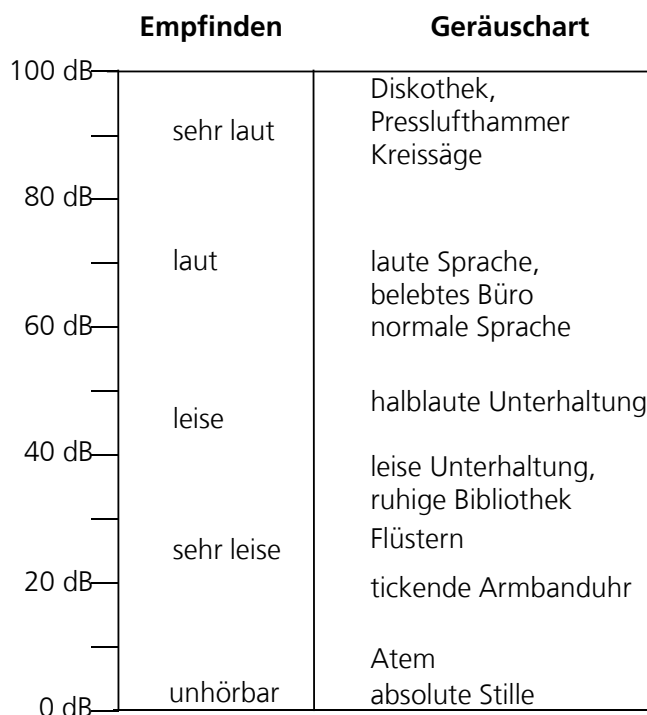 Empfinden Geräuschart
100 dB
Diskothek,
sehr laut Presslufthammer
Kreissäge
80 dB
laut laute Sprache,
belebtes Büro
60 dB normale Sprache
halblaute Unterhaltung
leise
40 dB
leise Unterhaltung,
ruhige Bibliothek
sehr leise Flüstern
20 dB tickende Armbanduhr
Atem
unhörbar absolute Stille
0 dB